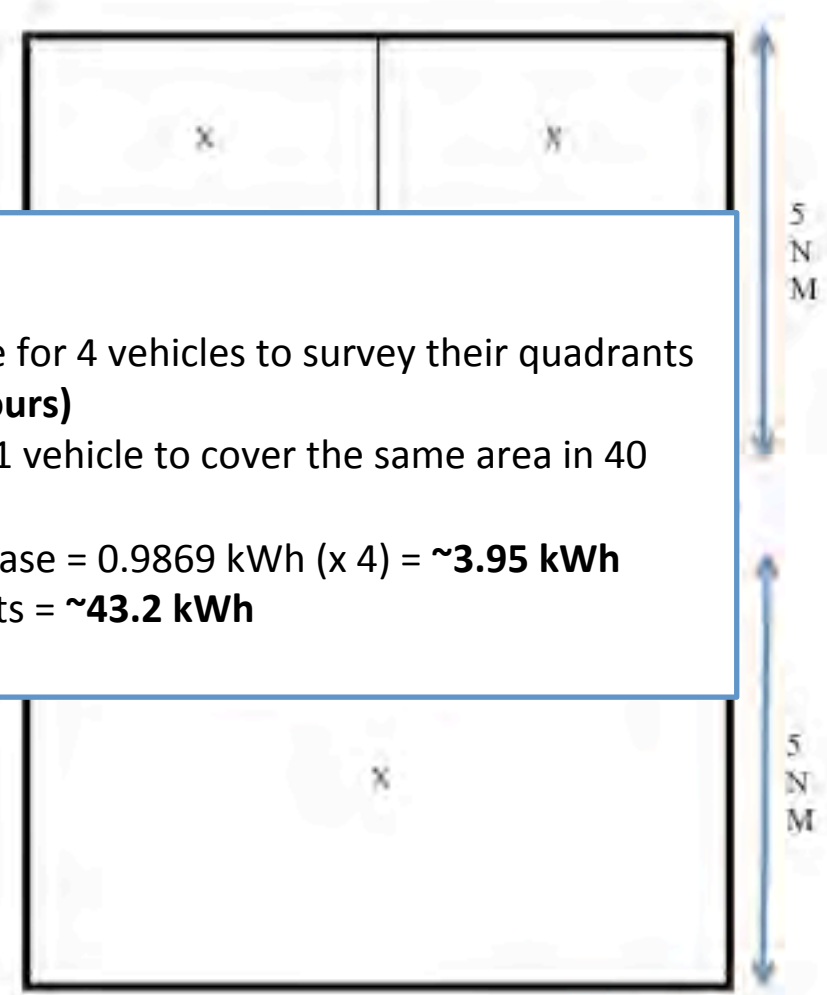 x x
5
N
M
e for 4 vehicles to survey their quadrants
ours)
1 vehicle to cover the same area in 40
ase = 0.9869 kWh (x 4) = ~3.95 kWh
ts = ~43.2 kWh
x
5
N
M